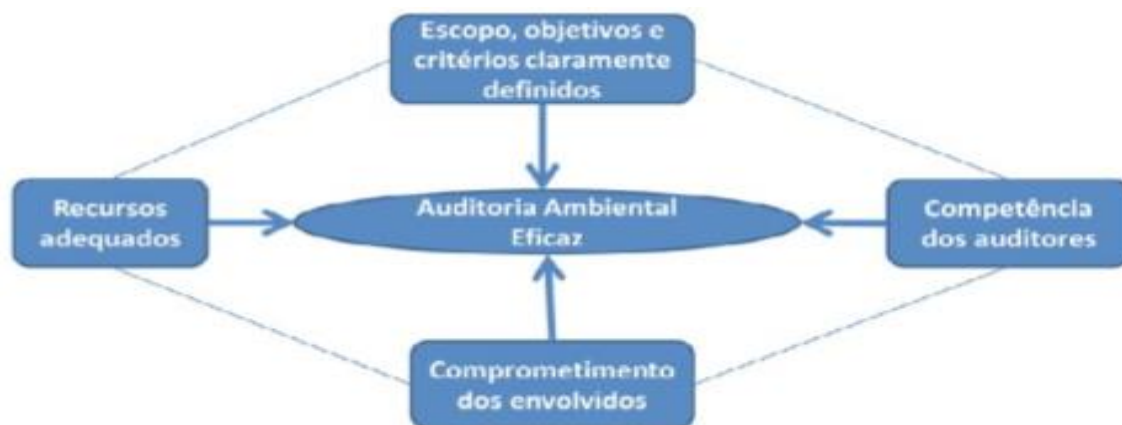 Escopo, objetivos e
critérios claramente
definidos
Recursos
adequados
Auditoria Ambiental
Eficaz
Competência
dos auditores
Comprometimento
dos envolvidos